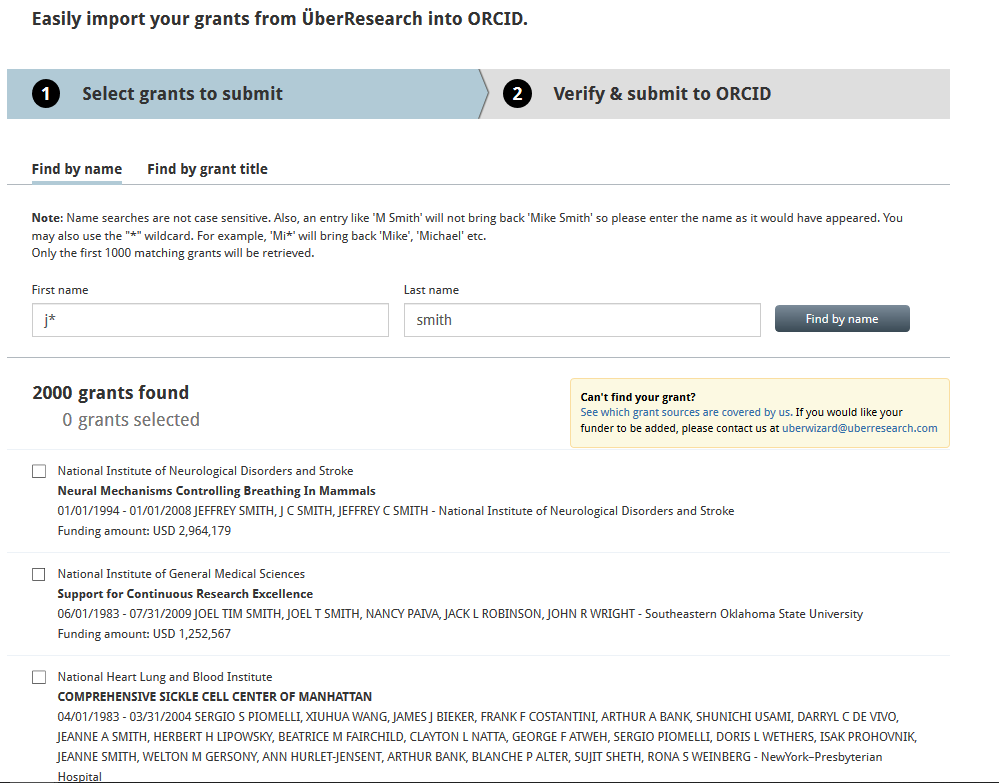 Easily import your grants from ÜberResearch into ORCID.
1 Select grants to submit
2 Verify & submit to ORCID
Find by name Find by grant title
Note: Name searches are not case sensitive. Also, an entry like 'M Smith' will not bring back 'Mike Smith' so please enter the name as it would have appeared. You
may also use the "*" wildcard. For example, 'Mi*' will bring back 'Mike', 'Michael' etc.
Only the first 1000 matching grants will be retrieved.
First name Last name
j* smith Find by name
2000 grants found
0 grants selected
Can't find your grant?
See which grant sources are covered by us. If you would like your
funder to be added, please contact us at uberwizard@uberresearch.com
National Institute of Neurological Disorders and Stroke
Neural Mechanisms Controlling Breathing In Mammals
01/01/1994 - 01/01/2008 JEFFREY SMITH, J C SMITH, JEFFREY C SMITH - National Institute of Neurological Disorders and Stroke
Funding amount: USD 2,964,179
National Institute of General Medical Sciences
Support for Continuous Research Excellence
06/01/1983 - 07/31/2009 JOEL TIM SMITH, JOEL T SMITH, NANCY PAIVA, JACK L ROBINSON, JOHN R WRIGHT - Southeastern Oklahoma State University
Funding amount: USD 1,252,567
National Heart Lung and Blood Institute
COMPREHENSIVE SICKLE CELL CENTER OF MANHATTAN
04/01/1983 - 03/31/2004 SERGIO S PIOMELLI, XIUHUA WANG, JAMES J BIEKER, FRANK F COSTANTINI, ARTHUR A BANK, SHUNICHI USAMI, DARRYL C DE VIVO,
JEANNE A SMITH, HERBERT H LIPOWSKY, BEATRICE M FAIRCHILD, CLAYTON L NATTA, GEORGE F ATWEH, SERGIO PIOMELLI, DORIS L WETHERS, ISAK PROHOVNIK,
JEANNE SMITH, WELTON M GERSONY, ANN HURLET-JENSENT, ARTHUR BANK, BLANCHE P ALTER, SUJIT SHETH, RONA S WEINBERG - NewYork–Presbyterian
Hospital